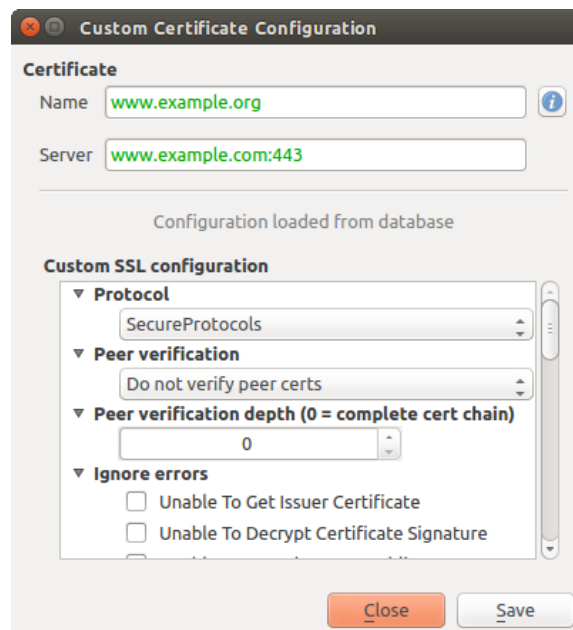 Custom Certificate Configuration
Certificate
Name www.example.org
Server www.example.com:443
Configuration loaded from database
Custom SSL configuration
Protocol
SecureProtocols
Peer verification
Do not verify peer certs
Peer verification depth (0 = complete cert chain)
0
Ignore errors
Unable To Get Issuer Certificate
Unable To Decrypt Certificate Signature
Close Save